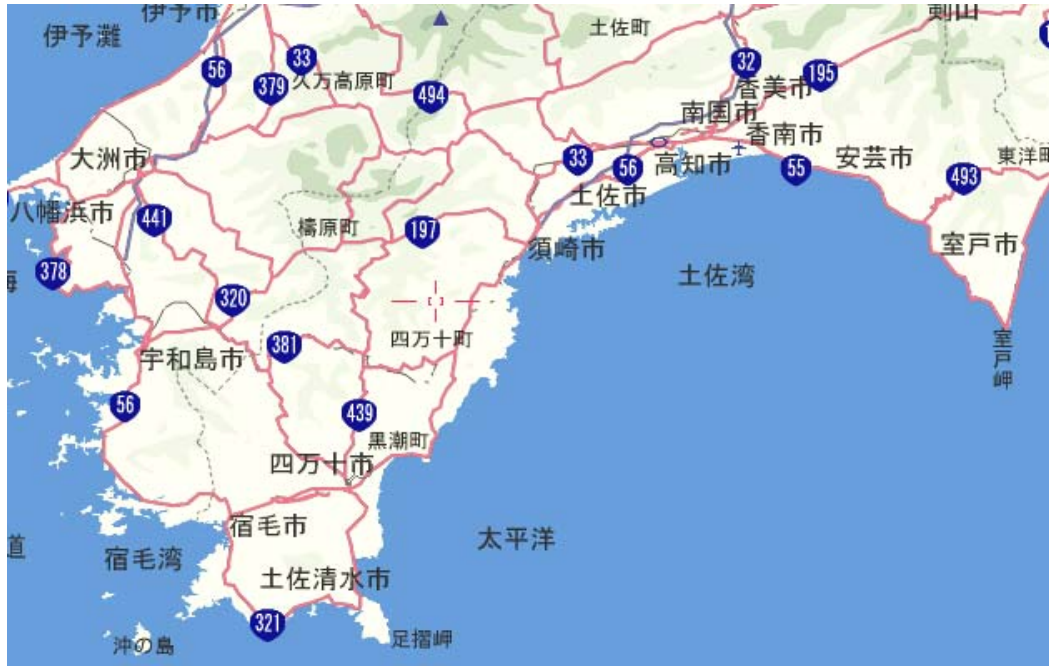 伊予市
伊予灘
土佐町
剣山
33
56
379
久万高原町
494
32
195
香美市
南国市
香南市
大洲市
33
56
高知市
55
安芸市
東洋町
493
八幡浜市
441
土佐市
檮原町
197
須崎市
室戸市
378
320
土佐湾
四万十町
381
宇和島市
室戸岬
56
439
黒潮町
四万十市
宿毛市
太平洋
道
宿毛湾
土佐清水市
321
沖の島
足摺岬